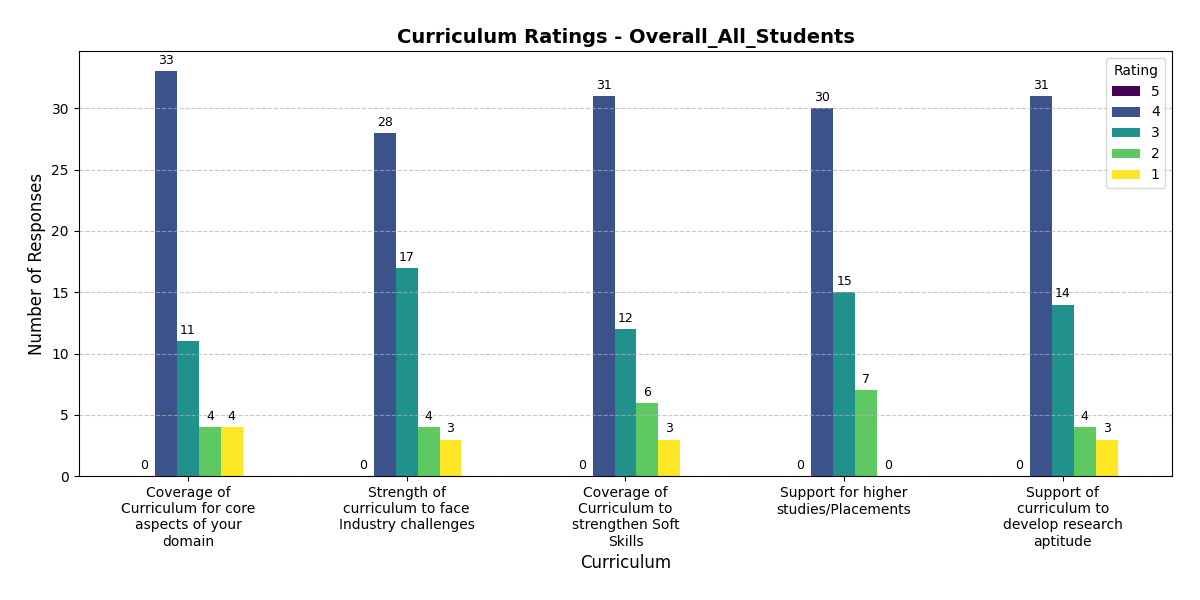 Curriculum Ratings - Overall_All_Students
Number of Responses
30
25
20
15
10
5
0
33
28
31
30
31
11
17
12
15
14
4
4
4
3
6
3
7
4
3
0
0
0
0
0
0
Rating
5
4
3
2
1
Coverage of
Curriculum for core
aspects of your
domain
Strength of
curriculum to face
Industry challenges
Coverage of
Curriculum to
strengthen Soft
Skills
Support for higher
studies/Placements
Support of
curriculum to
develop research
aptitude
Curriculum